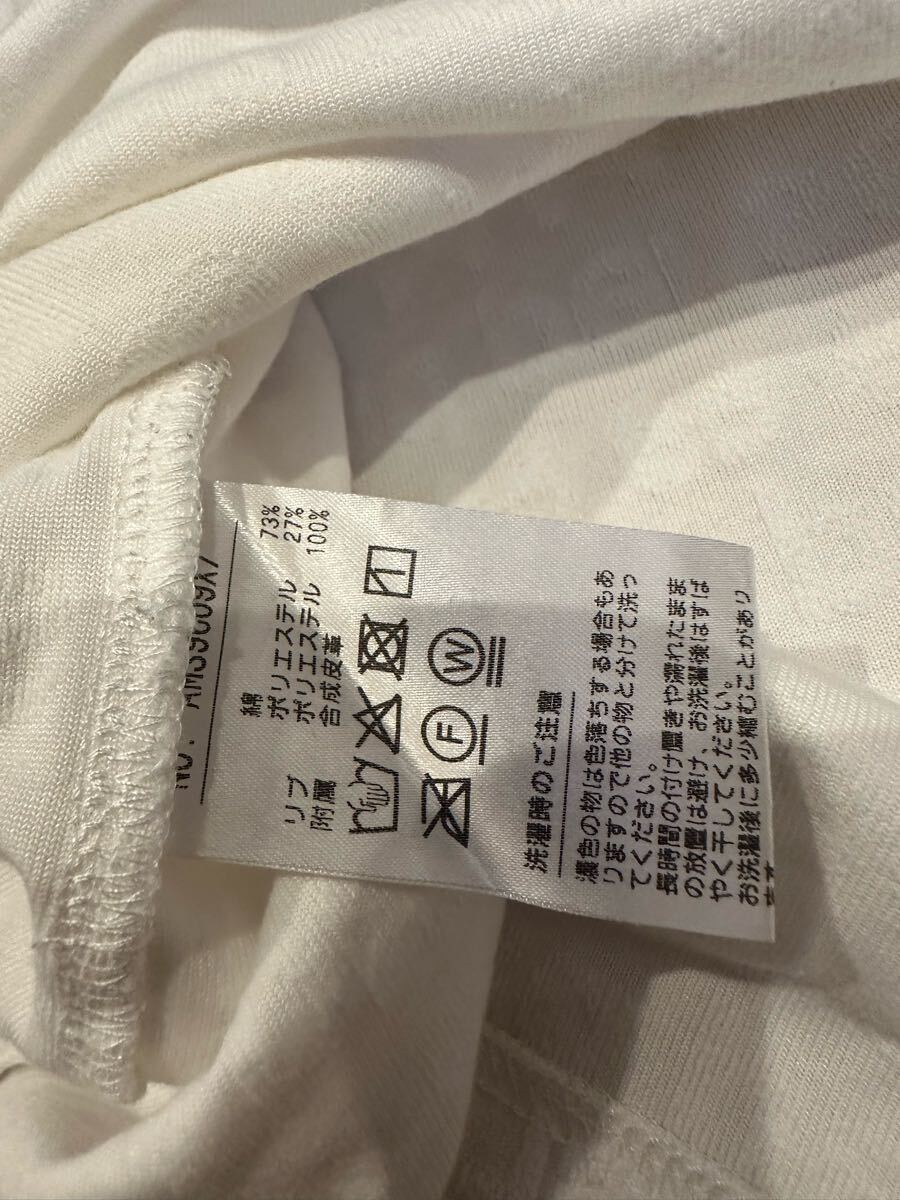 NO. AMS9609X7
綿 73%
ポリエステル 27%
リブ ポリエステル 100%
附属 合成皮革
F W
洗濯時のご注意
濃色の物は色落ちする場合もあ
りますので他の物と分けて洗っ
てください。
長時間の付け置きや濡れたまま
の放置は避け、お洗濯後はすば
やく干してください。
お洗濯後に多少縮むことがあり